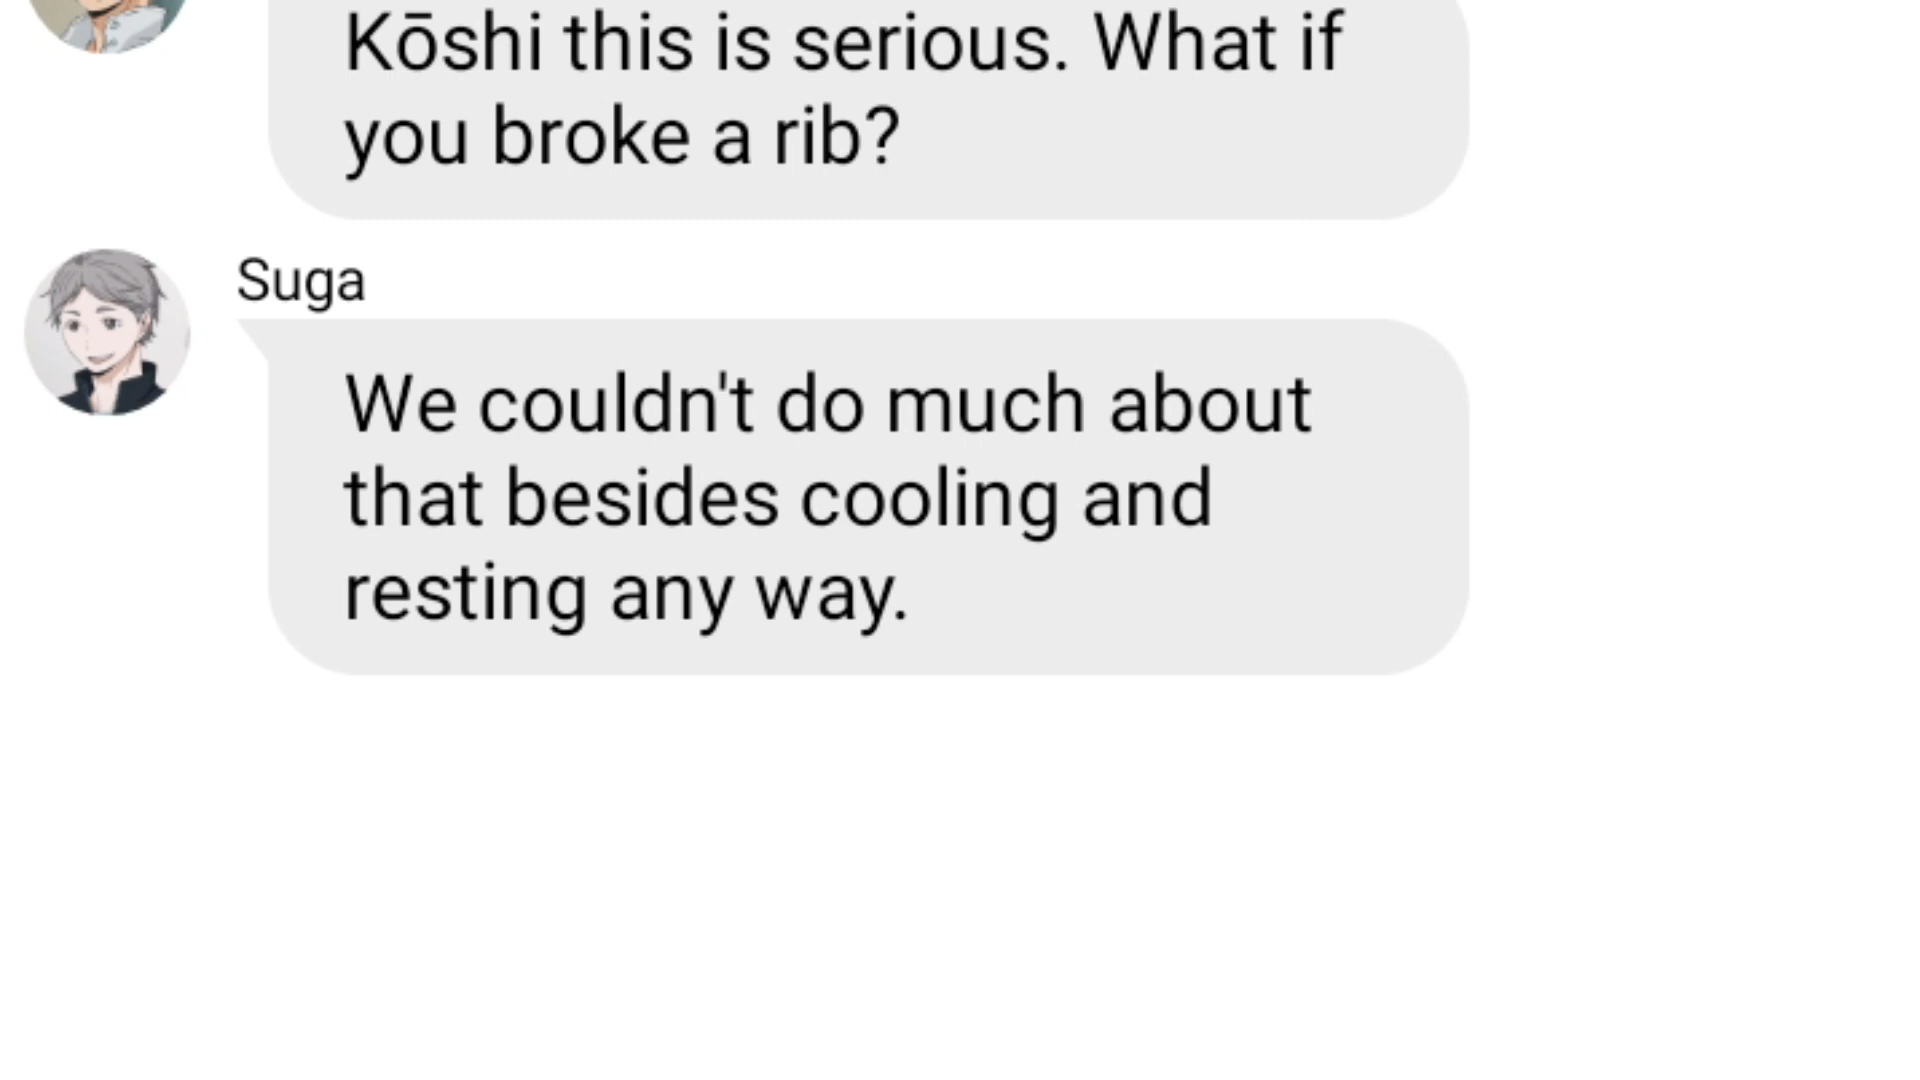 Kōshi this is serious. What if
you broke a rib?
Suga
We couldn't do much about
that besides cooling and
resting any way.